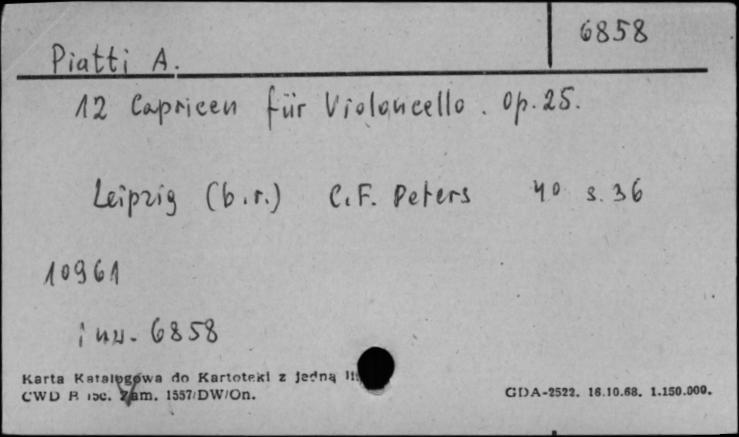 6858
Piatti A.
12 Capricen für Violoncello. Op. 25.
Leipzig (b.r.) C.F. Peters 4° s. 36
10961
inw. 6858
Karta Katalogowa do Kartoteki z jedną
CWD Zam. 1557/DW/On.
GDA-2522. 16.10.68. 1.150.000.